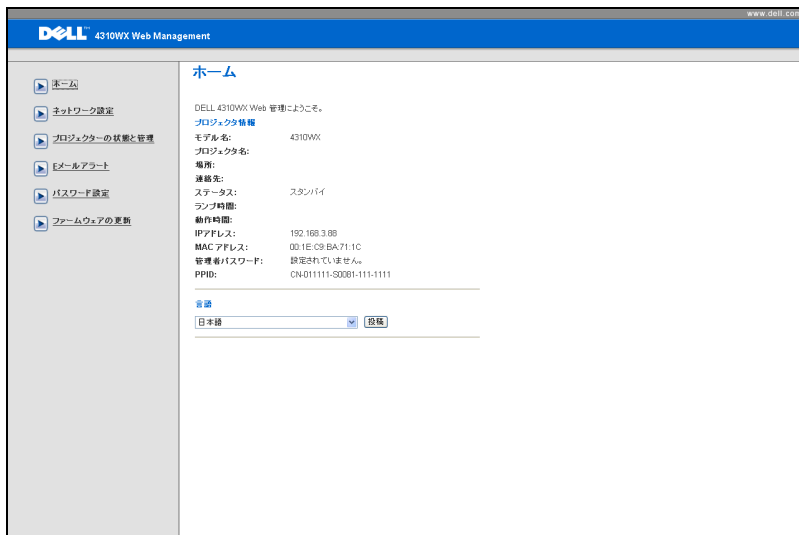 www.dell.com
DELL™ 4310WX Web Management
ホーム
ネットワーク設定
プロジェクターの状態と管理
Eメールアラート
パスワード設定
ファームウェアの更新
ホーム
DELL 4310WX Web 管理にようこそ。
プロジェクタ情報
モデル名: 4310WX
プロジェクタ名:
場所:
連絡先:
ステータス: スタンバイ
ランプ時間:
動作時間:
IPアドレス: 192.168.3.88
MAC アドレス: 00:1E:C9:BA:71:1C
管理者パスワード: 設定されていません。
PPID: CN-011111-S0081-111-1111
言語
日本語 投稿